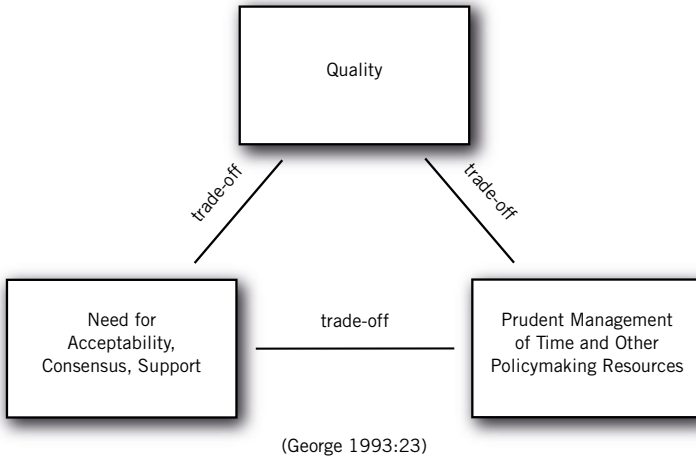 Quality
trade-off
trade-off
Need for
Acceptability,
Consensus, Support
trade-off
Prudent Management
of Time and Other
Policymaking Resources
(George 1993:23)